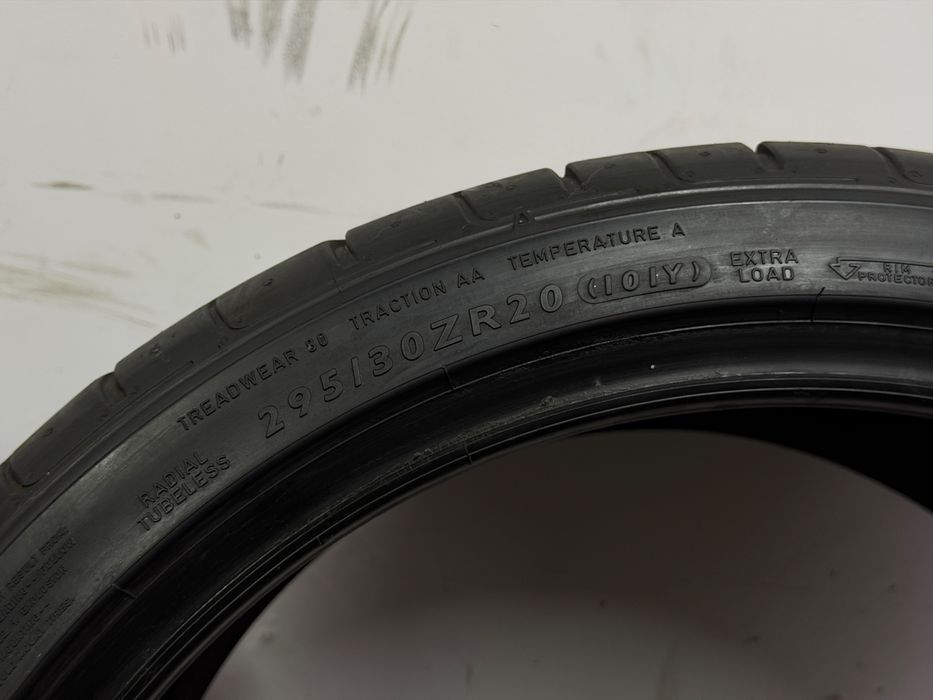 TREADWEAR 30 TRACTION AA TEMPERATURE A
295/30ZR20 (101Y) EXTRA LOAD
RIM PROTECTOR
RADIAL
TUBELESS